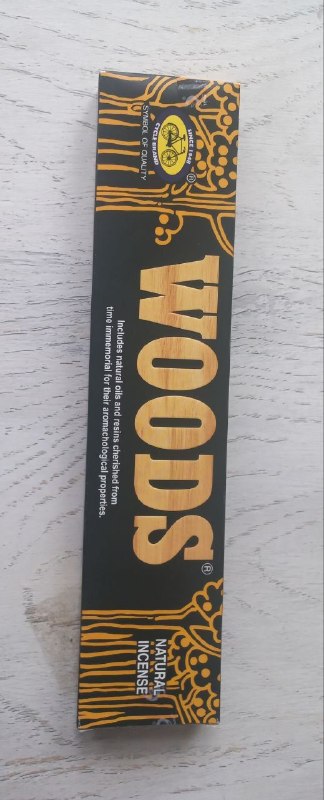 SINCE 1948
CYCLE BRAND
®
SYMBOL OF QUALITY
WOODS®
Includes natural oils and resins cherished from
time immemorial for their aromachological properties.
NATURAL
INCENSE